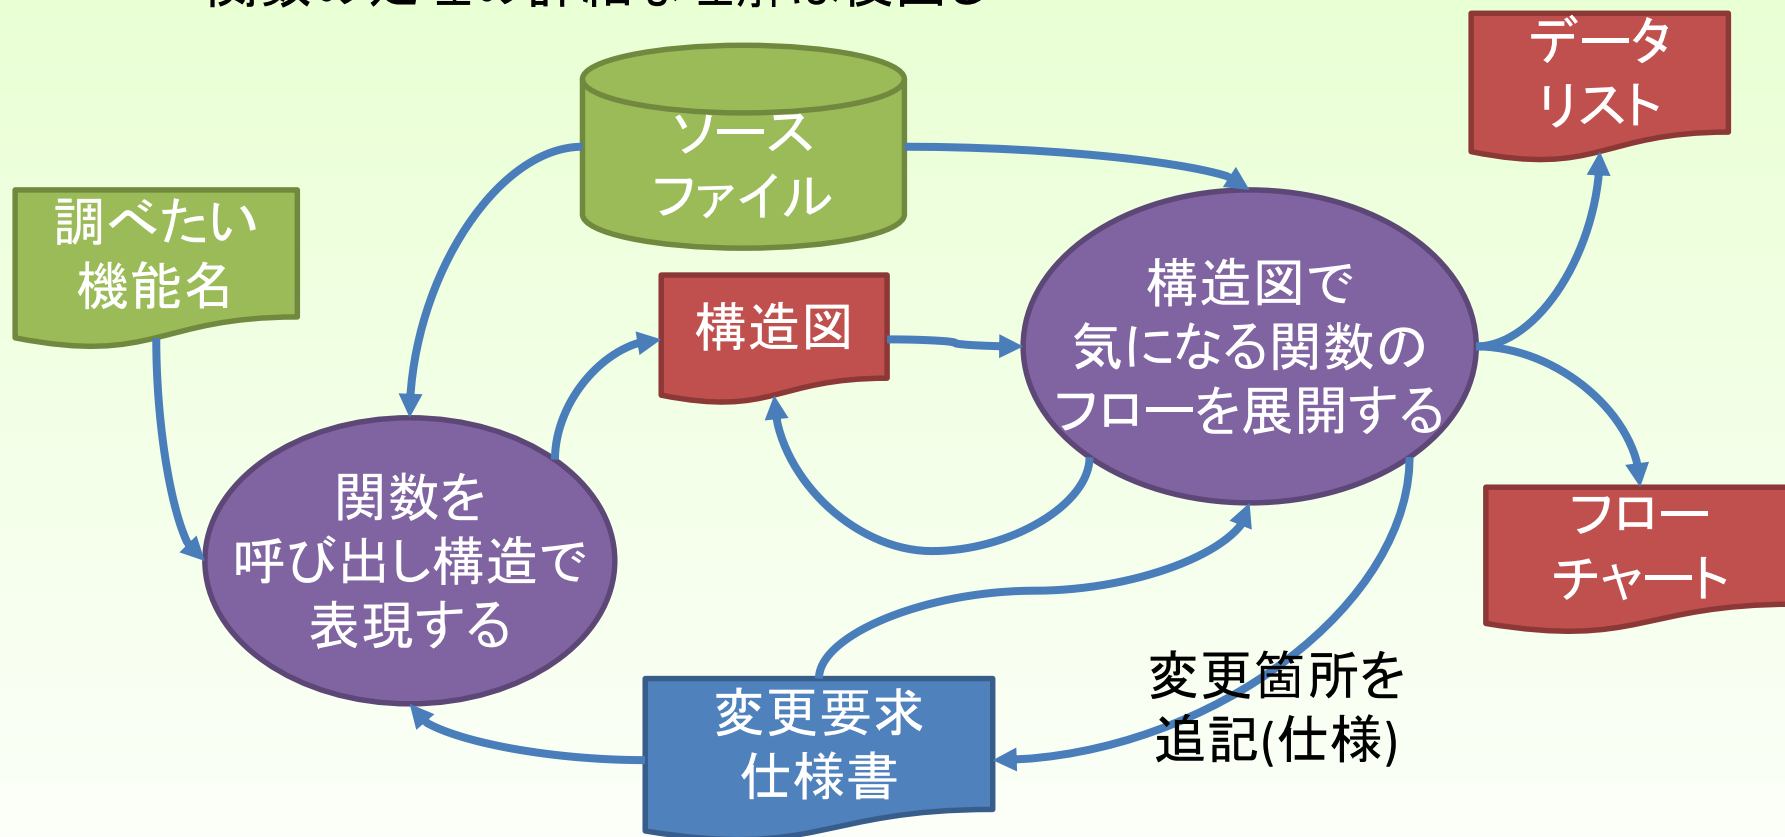 データ
リスト
ソース
ファイル
調べたい
機能名
構造図
構造図で
気になる関数の
フローを展開する
関数を
呼び出し構造で
表現する
フロー
チャート
変更要求
仕様書
変更箇所を
追記(仕様)